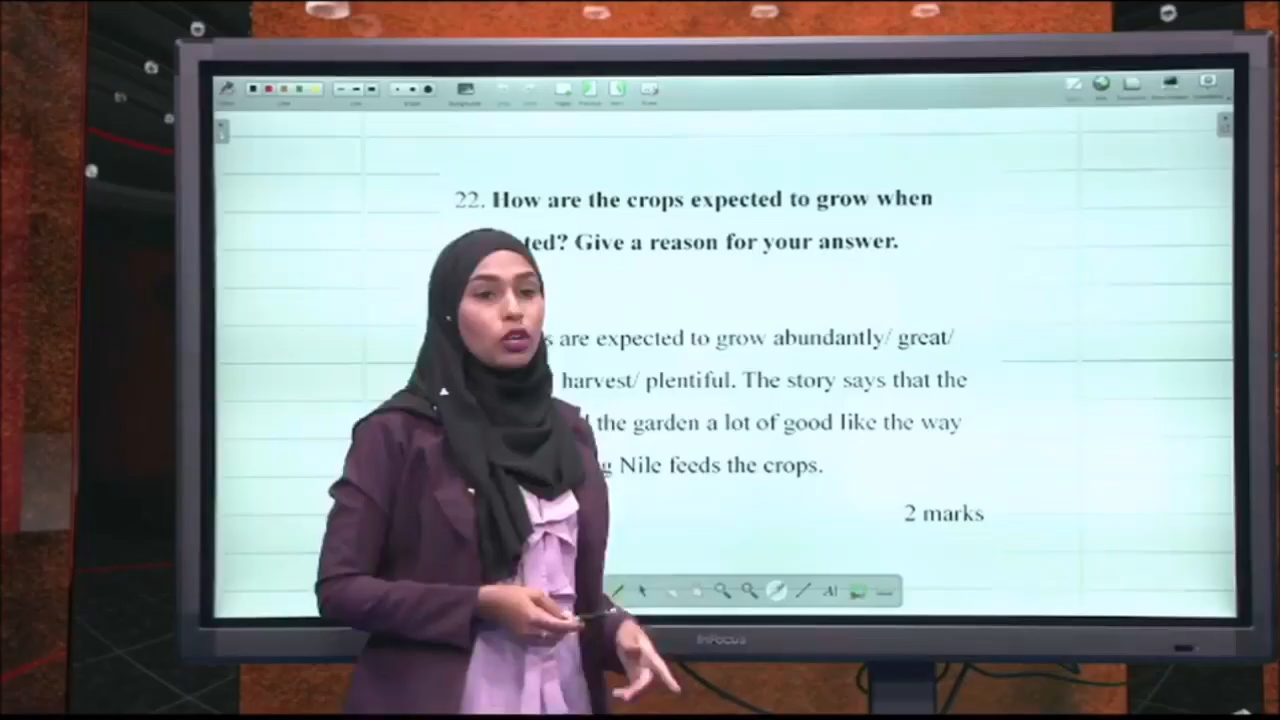 22. How are the crops expected to grow when
ted? Give a reason for your answer.
s are expected to grow abundantly/ great/
harvest/ plentiful. The story says that the
the garden a lot of good like the way
g Nile feeds the crops.
2 marks
InFocus